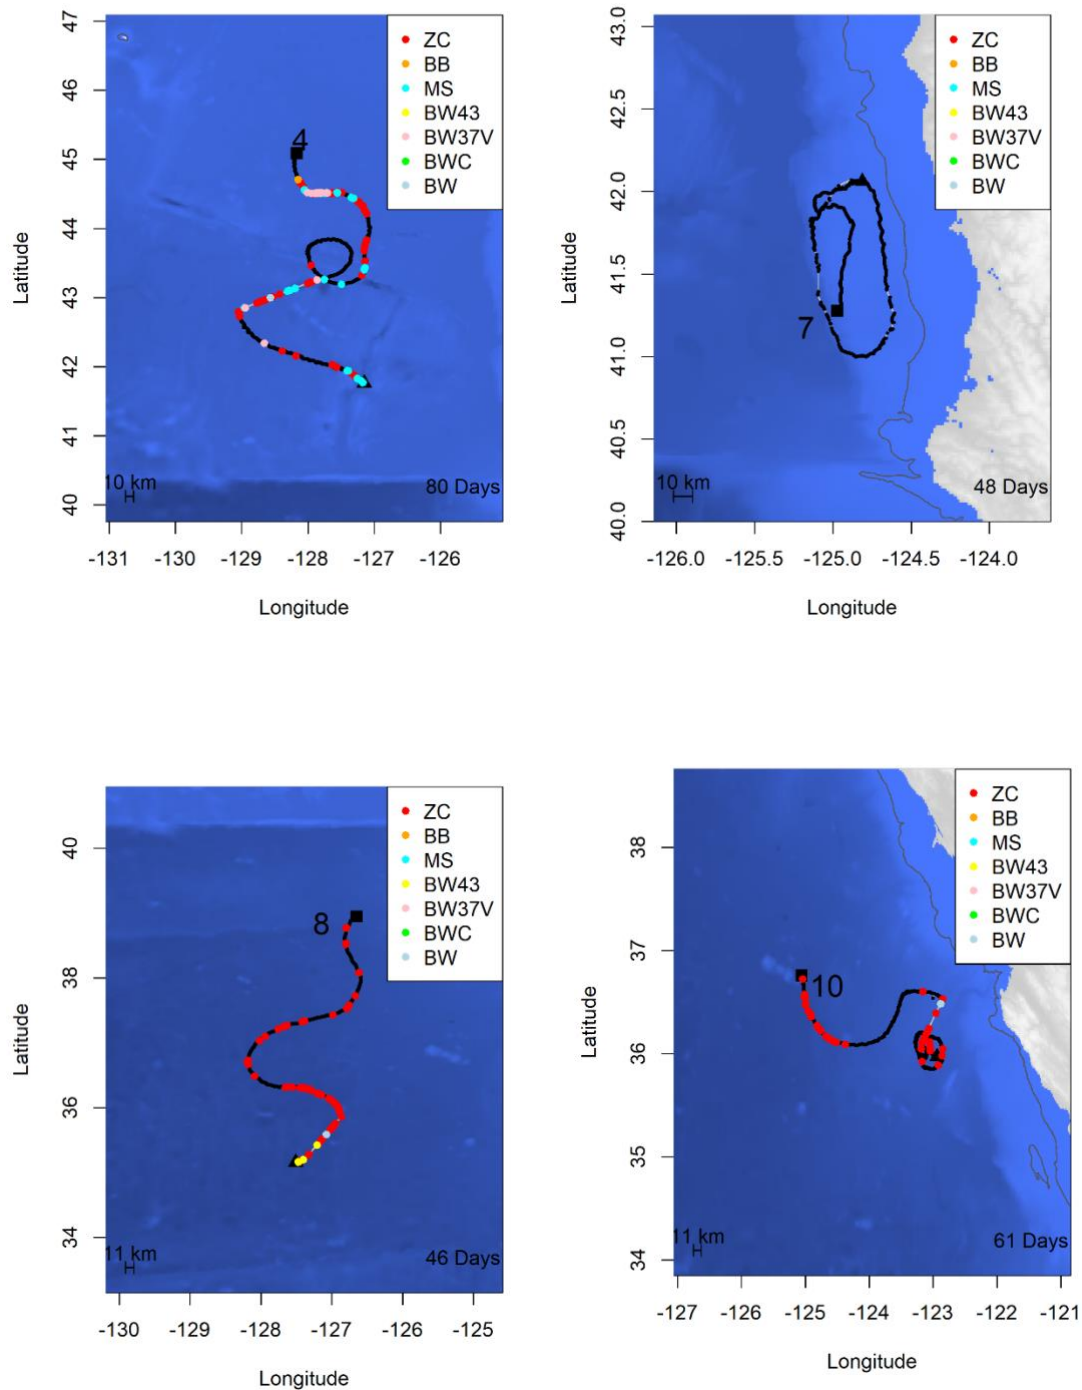 47
46
45
44
43
42
41
40
Latitude
4
ZC
BB
MS
BW43
BW37V
BWC
BW
10 km
80 Days
-131
-130
-129
-128
-127
-126
Longitude
43.0
42.5
42.0
41.5
41.0
40.5
40.0
Latitude
7
ZC
BB
MS
BW43
BW37V
BWC
BW
10 km
48 Days
-126.0
-125.5
-125.0
-124.5
-124.0
Longitude
40
38
36
34
Latitude
8
ZC
BB
MS
BW43
BW37V
BWC
BW
11 km
46 Days
-130
-129
-128
-127
-126
-125
Longitude
38
37
36
35
34
Latitude
10
ZC
BB
MS
BW43
BW37V
BWC
BW
11 km
61 Days
-127
-126
-125
-124
-123
-122
-121
Longitude